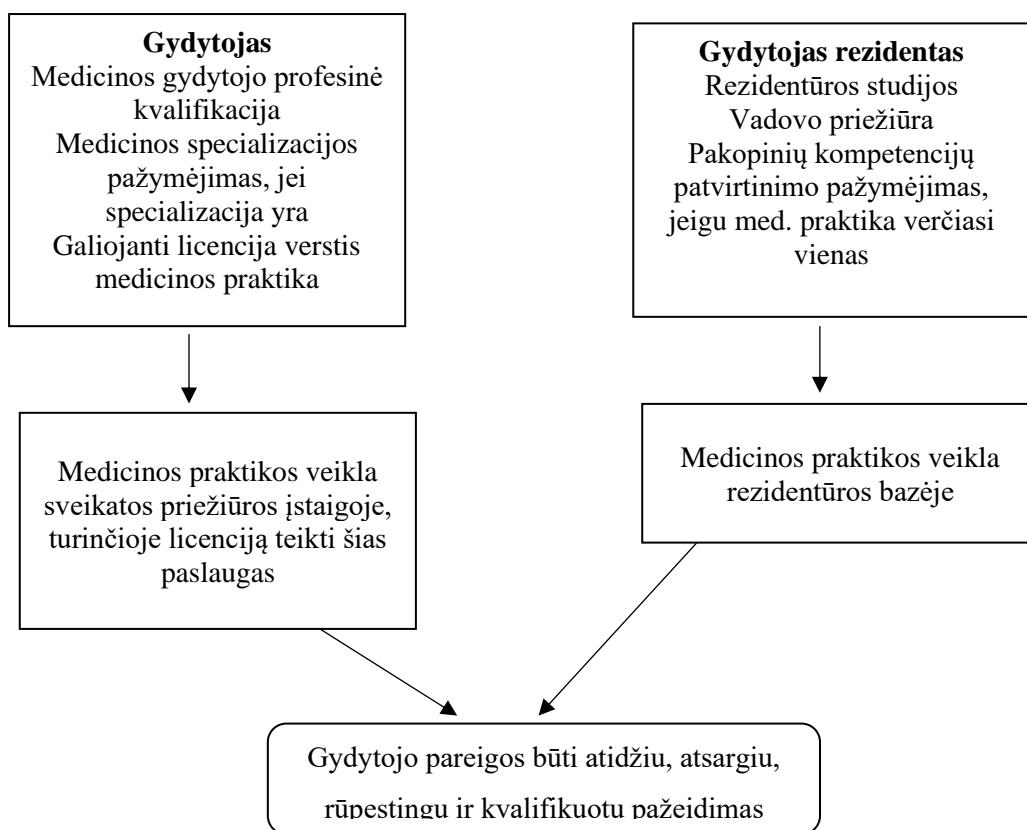 Gydytojas
Medicinos gydytojo profesinė
kvalifikacija
Medicinos specializacijos
pažymėjimas, jei
specializacija yra
Galiojanti licencija verstis
medicinos praktika
Gydytojas rezidentas
Rezidentūros studijos
Vadovo priežiūra
Pakopinių kompetencijų
patvirtinimo pažymėjimas,
jeigu med. praktika verčiasi
vienas
Medicinos praktikos veikla
sveikatos priežiūros įstaigoje,
turinčioje licenciją teikti šias
paslaugas
Medicinos praktikos veikla
rezidentūros bazėje
Gydytojo pareigos būti atidžiu, atsargiu,
rūpestingu ir kvalifikuotu pažeidimas